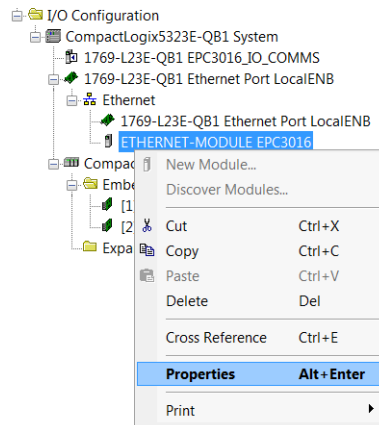 I/O Configuration
CompactLogix5323E-QB1 System
1769-L23E-QB1 EPC3016_IO_COMMS
1769-L23E-QB1 Ethernet Port LocalENB
Ethernet
1769-L23E-QB1 Ethernet Port LocalENB
ETHERNET-MODULE EPC3016
Compac
New Module...
Embe
Discover Modules...
[1
[2
Cut Ctrl+X
Expa
Copy Ctrl+C
Paste Ctrl+V
Delete Del
Cross Reference Ctrl+E
Properties Alt+Enter
Print